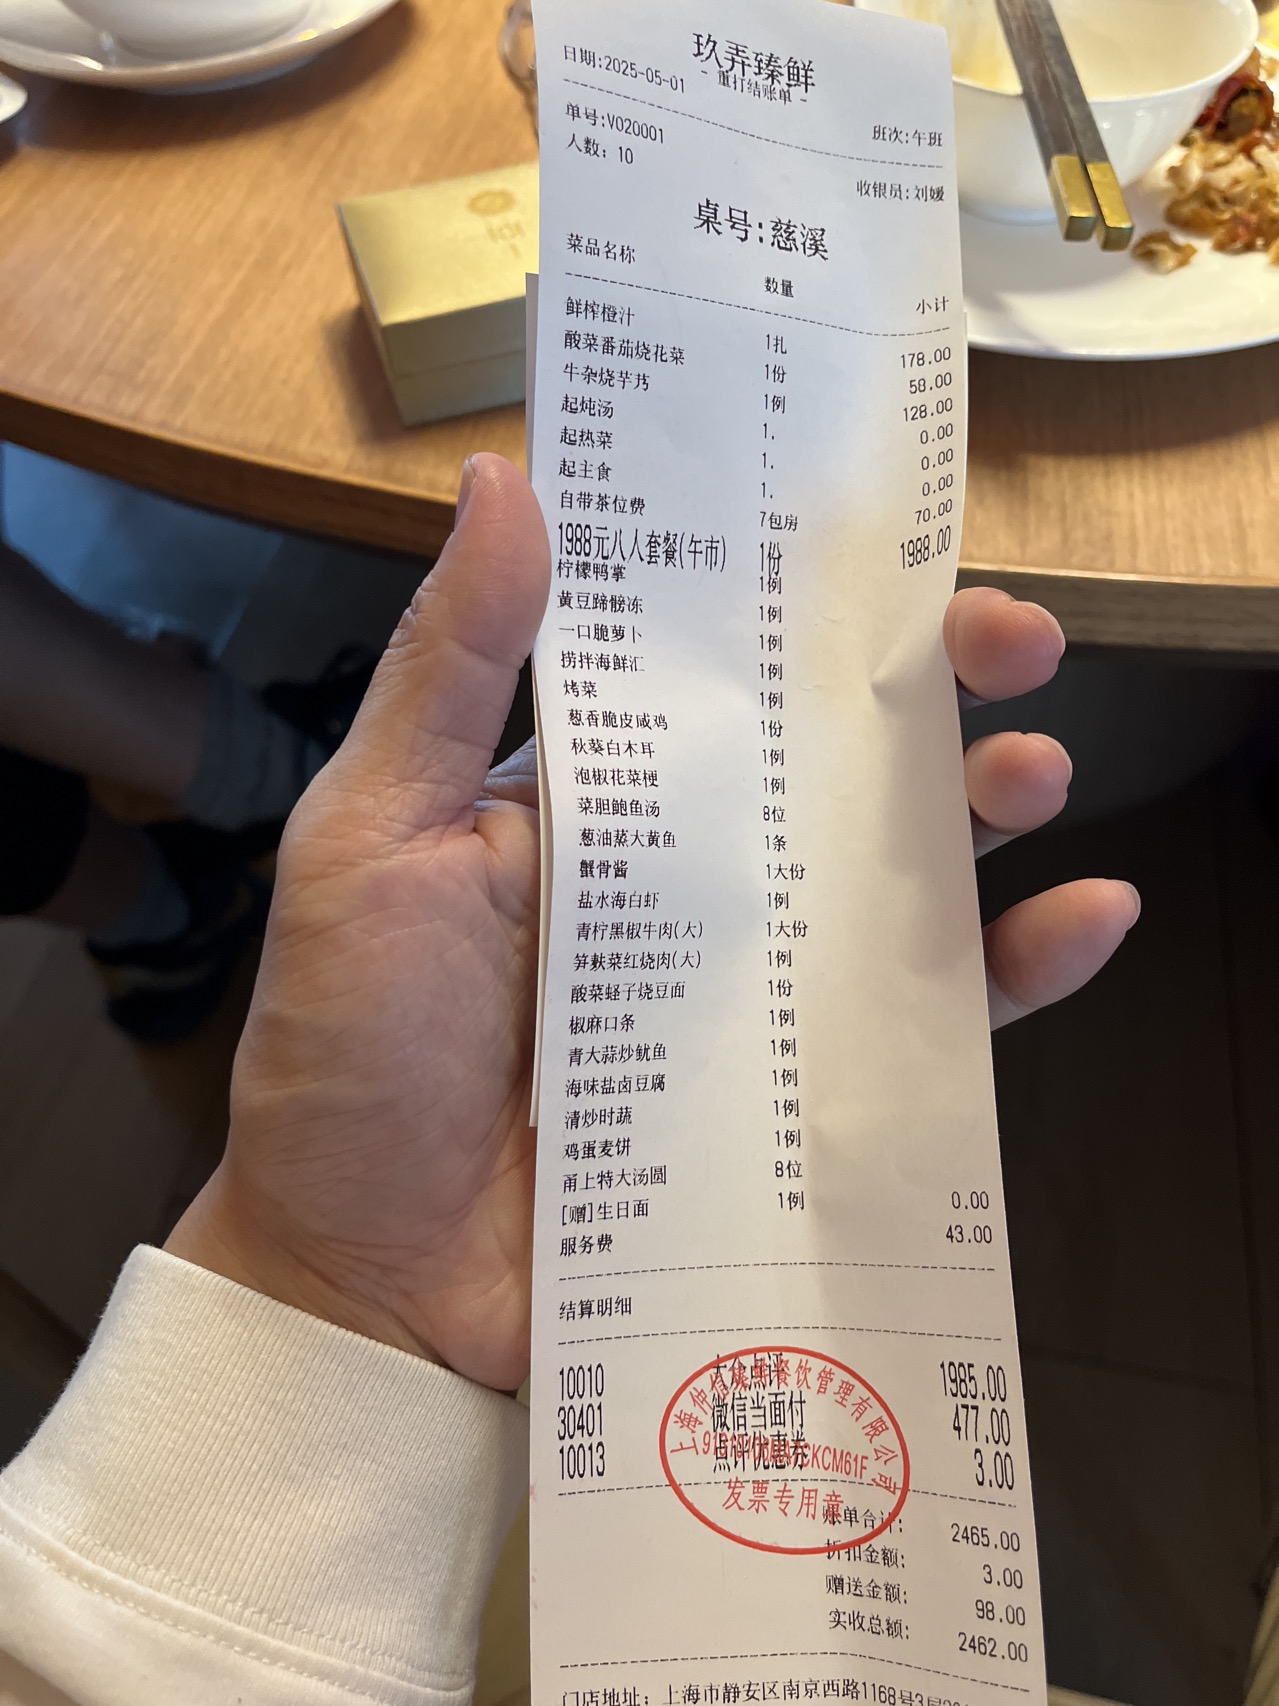 玖弄臻鲜
- 重打结账单 -
日期:2025-05-01
班次:午班
单号:V020001
收银员:刘媛
人数: 10
桌号:慈溪
菜品名称 数量 小计
鲜榨橙汁 1扎 178.00
酸菜番茄烧花菜 1份 58.00
牛杂烧芋艿 1例 128.00
起炖汤 1. 0.00
起热菜 1. 0.00
起主食 1. 0.00
自带茶位费 7包房 70.00
1988元八人套餐(午市) 1份 1988.00
柠檬鸭掌 1例
黄豆蹄髈冻 1例
一口脆萝卜 1例
捞拌海鲜汇 1例
烤菜 1例
葱香脆皮咸鸡 1份
秋葵白木耳 1例
泡椒花菜梗 1例
菜胆鲍鱼汤 8位
葱油蒸大黄鱼 1条
蟹骨酱 1大份
盐水海白虾 1例
青柠黑椒牛肉(大) 1大份
笋麸菜红烧肉(大) 1例
酸菜蛏子烧豆面 1份
椒麻口条 1例
青大蒜炒鱿鱼 1例
海味盐卤豆腐 1例
清炒时蔬 1例
鸡蛋麦饼 1例
甬上特大汤圆 8位
[赠]生日面 1例 0.00
服务费 43.00
结算明细
10010 大众点评 1985.00
30401 微信当面付 477.00
10013 点评优惠券 3.00
发票专用章
账单合计: 2465.00
折扣金额: 3.00
赠送金额: 98.00
实收总额: 2462.00
门店地址: 上海市静安区南京西路1168号3层